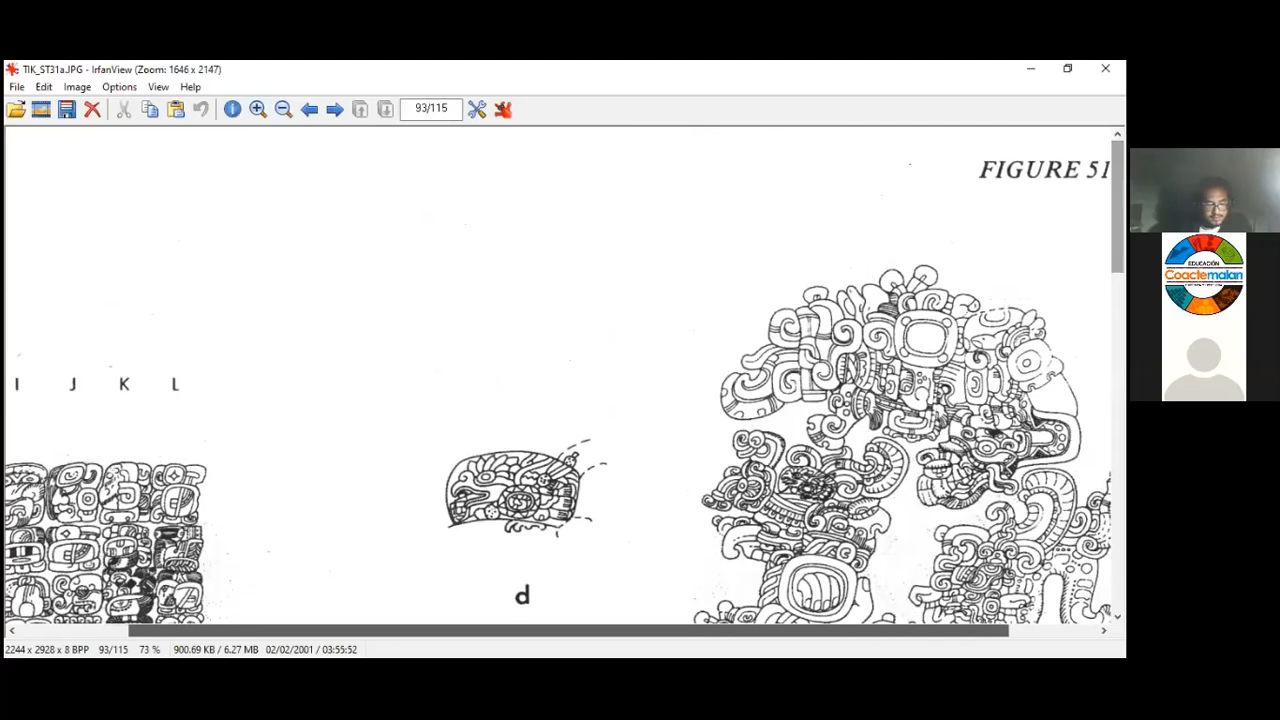 TIK_ST31a.JPG - IrfanView (Zoom: 1646 x 2147)
File Edit Image Options View Help
93/115
FIGURE 51
I J K L
d
2244 x 2928 x 8 BPP 93/115 73 % 900.69 KB / 6.27 MB 02/02/2001 / 03:55:52
EDUCACIÓN
Coactemalan